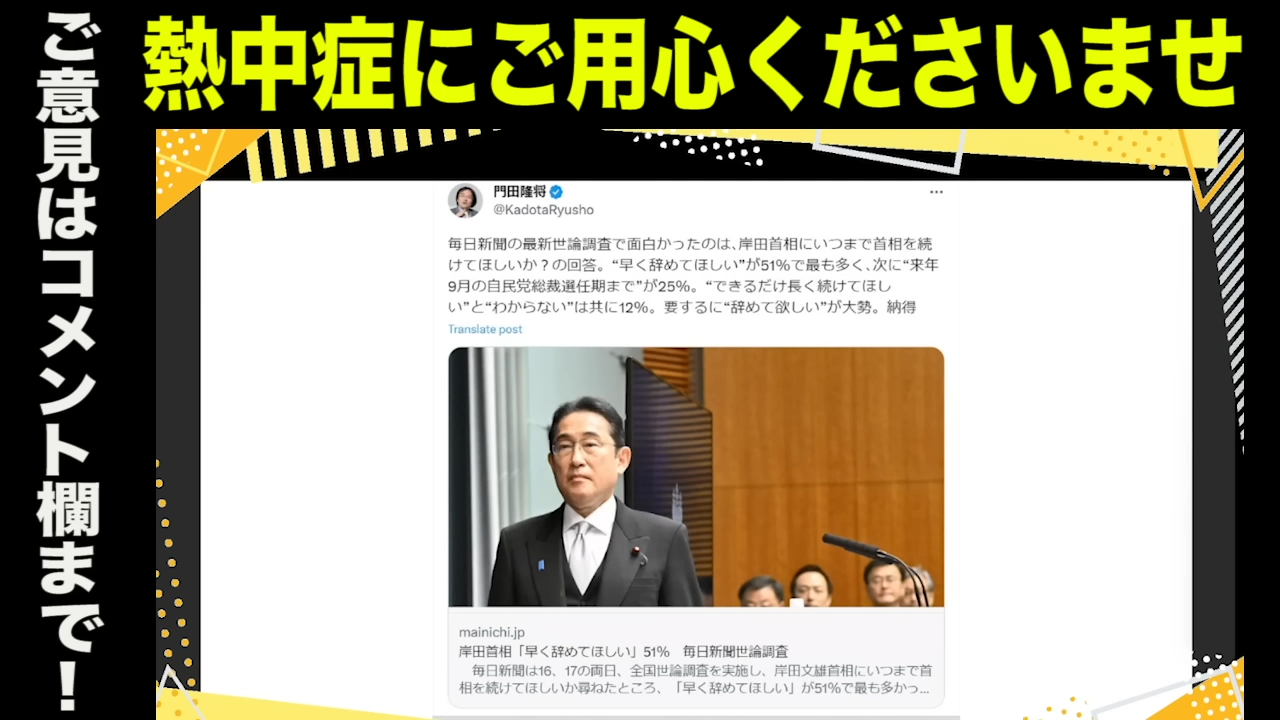 熱中症にご用心くださいませ
ご意見はコメント欄まで!
門田隆将
@KadotaRyusho
毎日新聞の最新世論調査で面白かったのは､岸田首相にいつまで首相を続
けてほしいか？の回答。“早く辞めてほしい”が51％で最も多く､次に“来年
9月の自民党総裁選任期まで”が25％。“できるだけ長く続けてほし
い”と“わからない”は共に12％。要するに“辞めて欲しい”が大勢。納得
Translate post
mainichi.jp
岸田首相「早く辞めてほしい」51％　毎日新聞世論調査
毎日新聞は16、17の両日、全国世論調査を実施し、岸田文雄首相にいつまで首
相を続けてほしいか尋ねたところ、「早く辞めてほしい」が51％で最も多かっ...